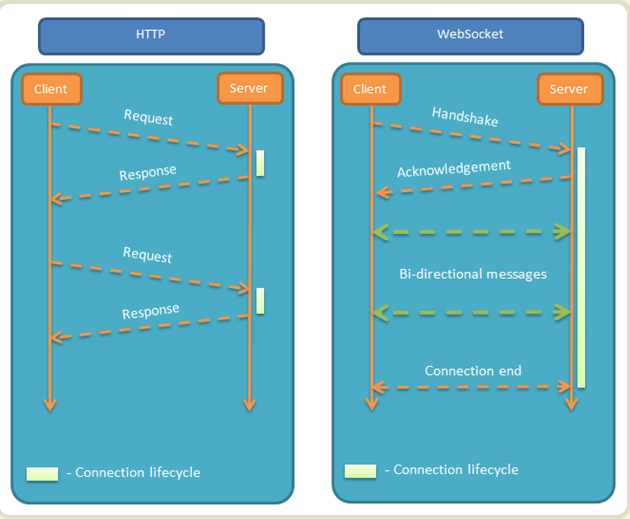 HTTP
Client
Server
Request
Response
Request
Response
- Connection lifecycle
WebSocket
Client
Server
Handshake
Acknowledgement
Bi-directional messages
Connection end
- Connection lifecycle